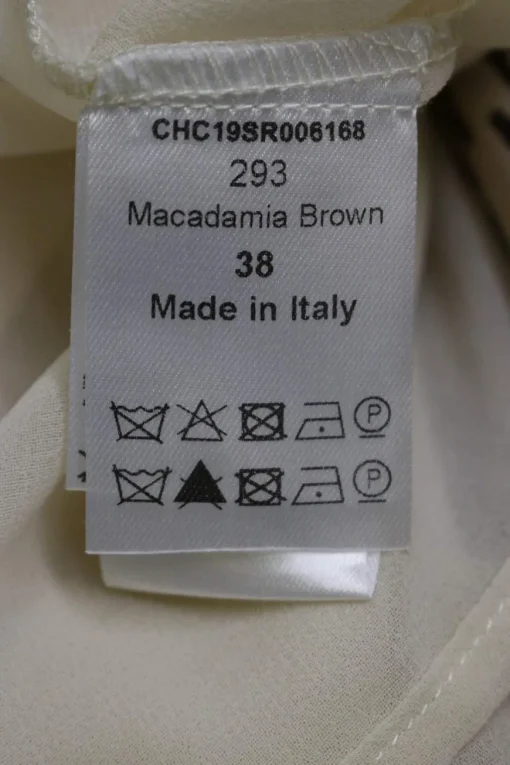 CHC19SR006168
293
Macadamia Brown
38
Made in Italy
P
P